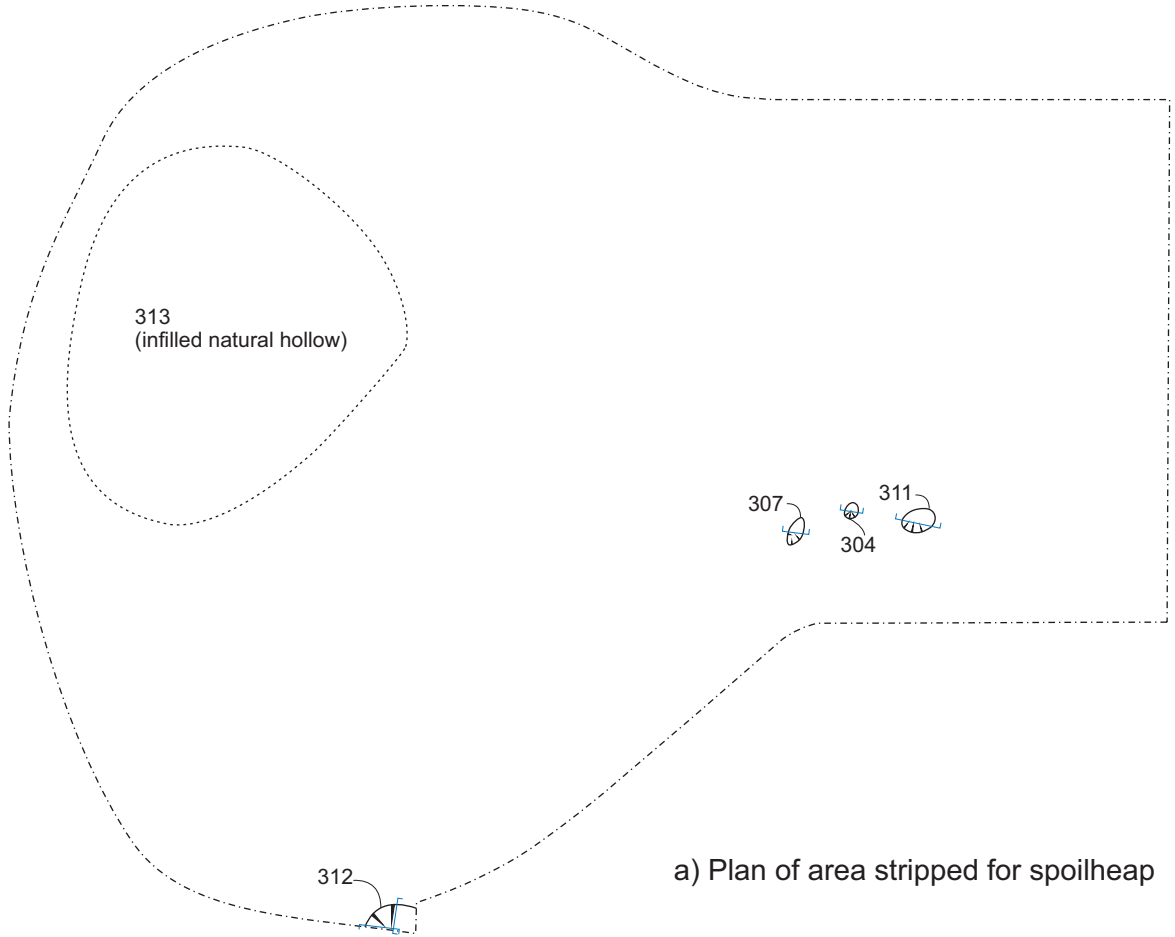 313
(infilled natural hollow)
307
304
311
312
a) Plan of area stripped for spoilheap